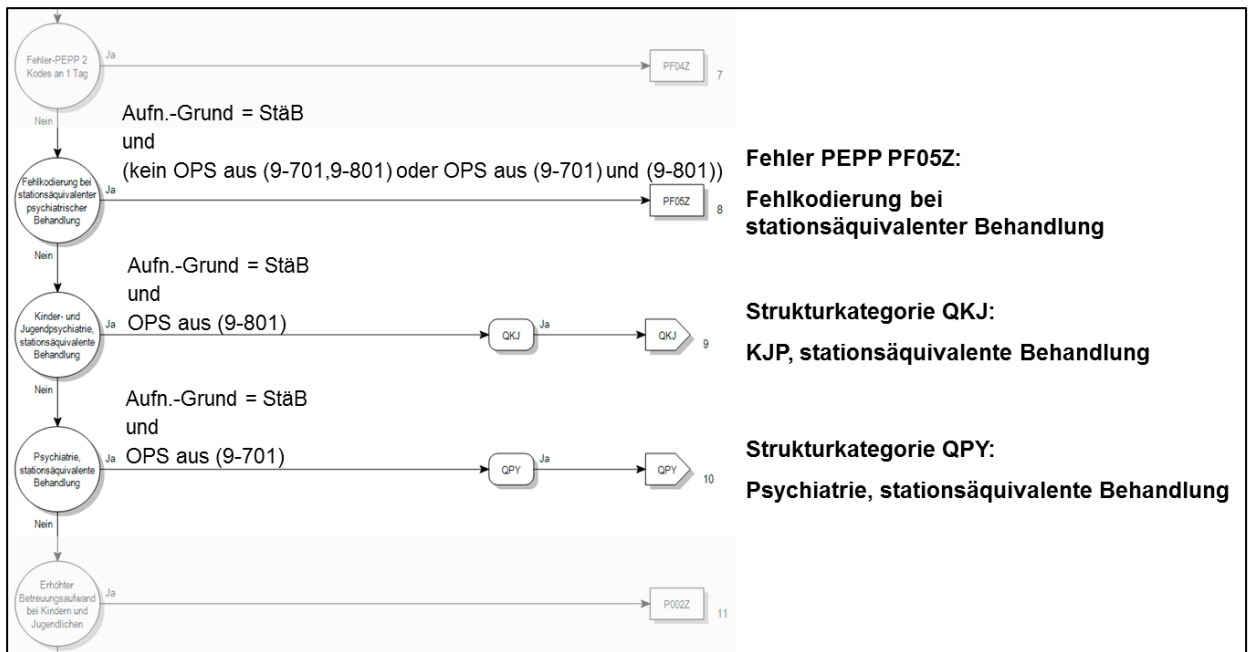 Fehler-PEPP 2
Kodes an 1 Tag
Ja
PF04Z
7
Nein
Aufn.-Grund = StäB
und
(kein OPS aus (9-701,9-801) oder OPS aus (9-701) und (9-801))
Fehlkodierung bei
stationsäquivalenter
psychiatrischer
Behandlung
Ja
PF05Z
8
Fehler PEPP PF05Z:
Fehlkodierung bei
stationsäquivalenter Behandlung
Nein
Aufn.-Grund = StäB
und
OPS aus (9-801)
Kinder- und
Jugendpsychiatrie,
stationsäquivalente
Behandlung
Ja
QKJ
Ja
QKJ
9
Strukturkategorie QKJ:
KJP, stationsäquivalente Behandlung
Nein
Aufn.-Grund = StäB
und
OPS aus (9-701)
Psychiatrie,
stationsäquivalente
Behandlung
Ja
QPY
Ja
QPY
10
Strukturkategorie QPY:
Psychiatrie, stationsäquivalente Behandlung
Nein
Erhöhter
Betreuungsaufwand
bei Kindern und
Jugendlichen
Ja
P002Z
11